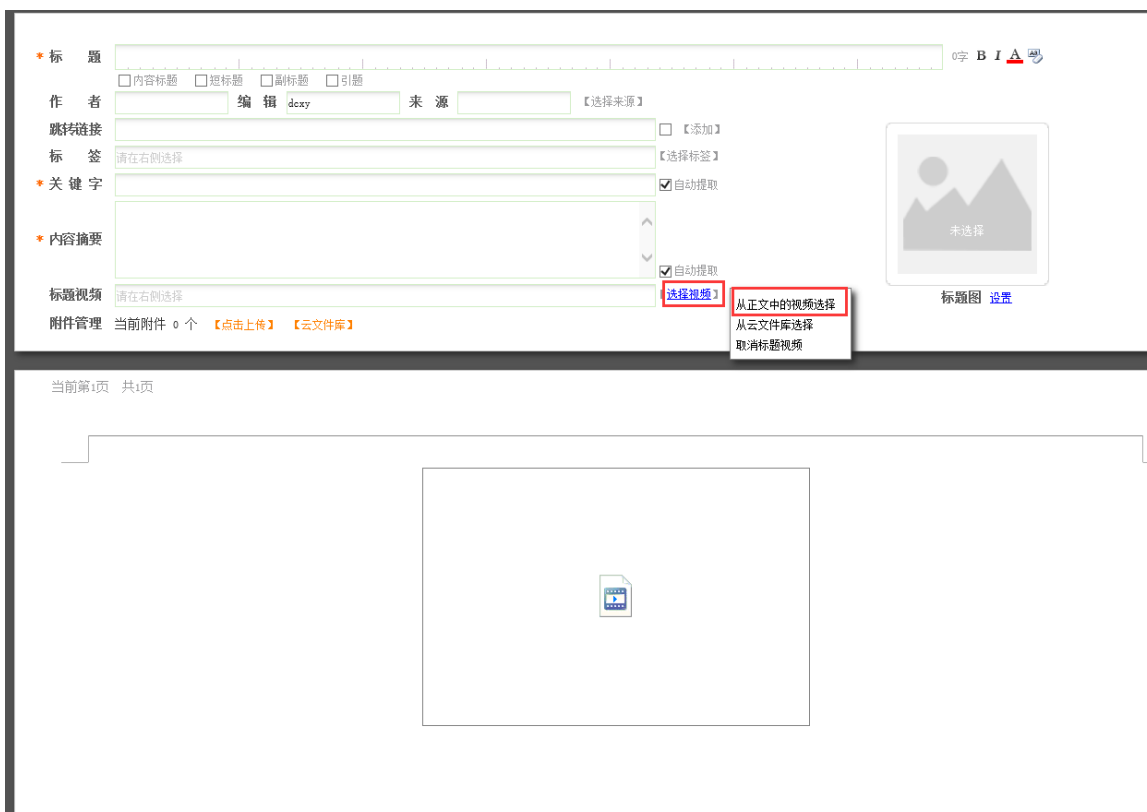 * 标 题 0字 B I A
内容标题 短标题 副标题 引题
作 者 编 辑 dcxy 来 源 【选择来源】
跳转链接 【添加】
标 签 请在右侧选择 【选择标签】
* 关 键 字 自动提取
未选择
* 内容摘要
自动提取
标题视频 请在右侧选择 【选择视频】
标题图 设置
从正文中的视频选择
附件管理 当前附件 0 个 【点击上传】 【云文件库】
从云文件库选择
取消标题视频
当前第1页 共1页